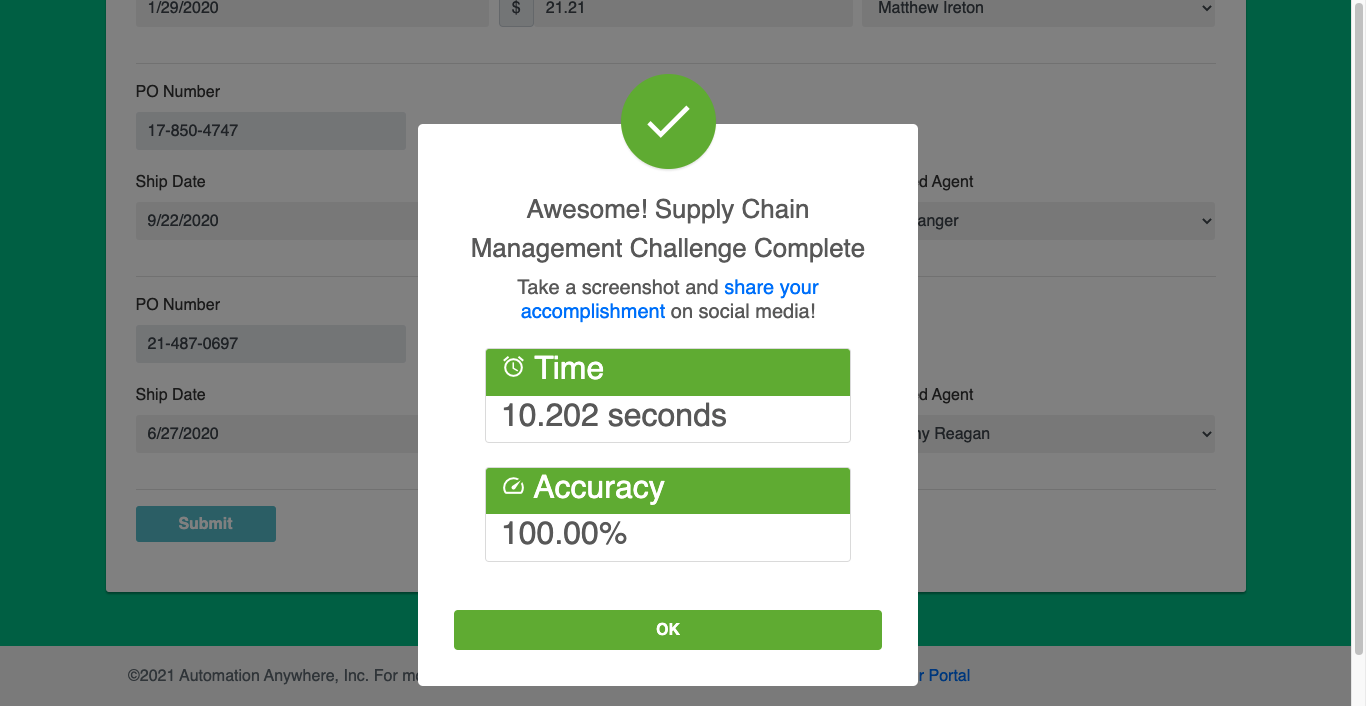 1/29/2020 $ 21.21 Matthew Ireton
PO Number
17-850-4747
Ship Date d Agent
9/22/2020 anger
PO Number
21-487-0697
Ship Date d Agent
6/27/2020 ny Reagan
Submit
Awesome! Supply Chain
Management Challenge Complete
Take a screenshot and share your
accomplishment on social media!
Time
10.202 seconds
Accuracy
100.00%
OK
©2021 Automation Anywhere, Inc. For r Portal